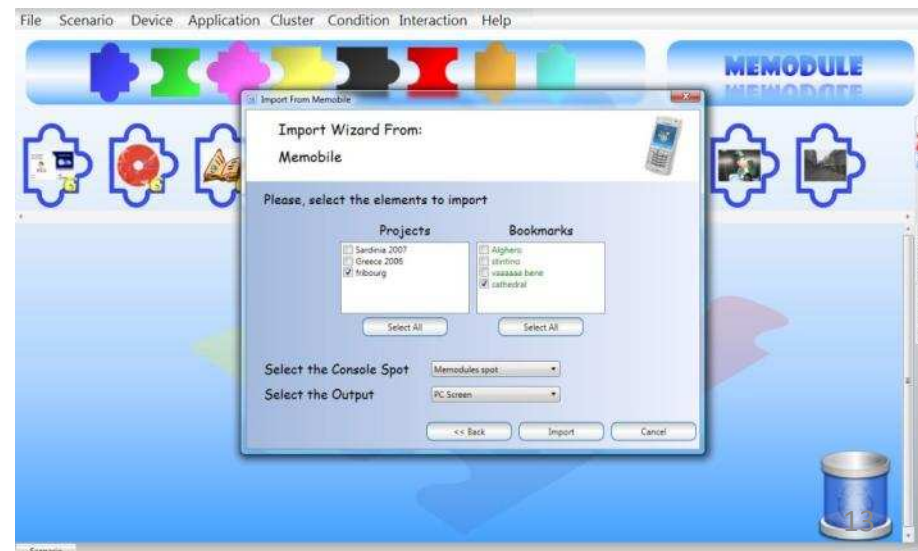 File Scenario Device Application Cluster Condition Interaction Help
MEMODULE
Import From Memobile
Import Wizard From:
Memobile
Please, select the elements to import
Projects Bookmarks
Sardinia 2007 Alghero
Greece 2006 stintino
fribourg vaaaaaa bene
cathedral
Select All Select All
Select the Console Spot Memodules spot
Select the Output PC Screen
<< Back Import Cancel
13
Scenario